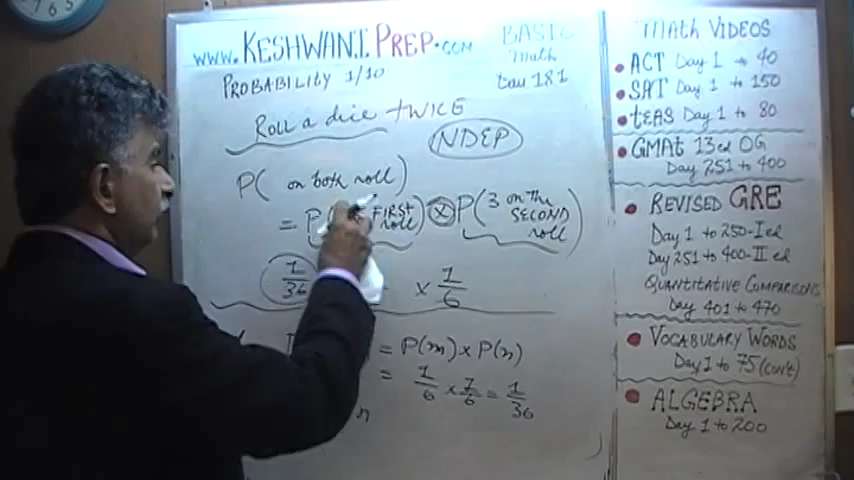 www.KESHWANIPREP.com
PROBABILITY 1/10
BASIC
Math
Day 181
Roll a dice TWICE
INDEP
P( on both roll)
= P( FIRST roll) × P(3 on the SECOND roll)
1/36
× 1/6
= P(m) × P(n)
= 1/6 × 1/6 = 1/36
n
MATH VIDEOS
ACT Day 1 to 40
SAT Day 1 to 150
TEAS Day 1 to 80
GMAT 13ed OG
Day 251 to 400
REVISED GRE
Day 1 to 250-I ed
Day 251 to 400-II ed
QUANTITATIVE COMPARISONS
Day 401 to 470
VOCABULARY WORDS
Day 1 to 75 (con't)
ALGEBRA
Day 1 to 200